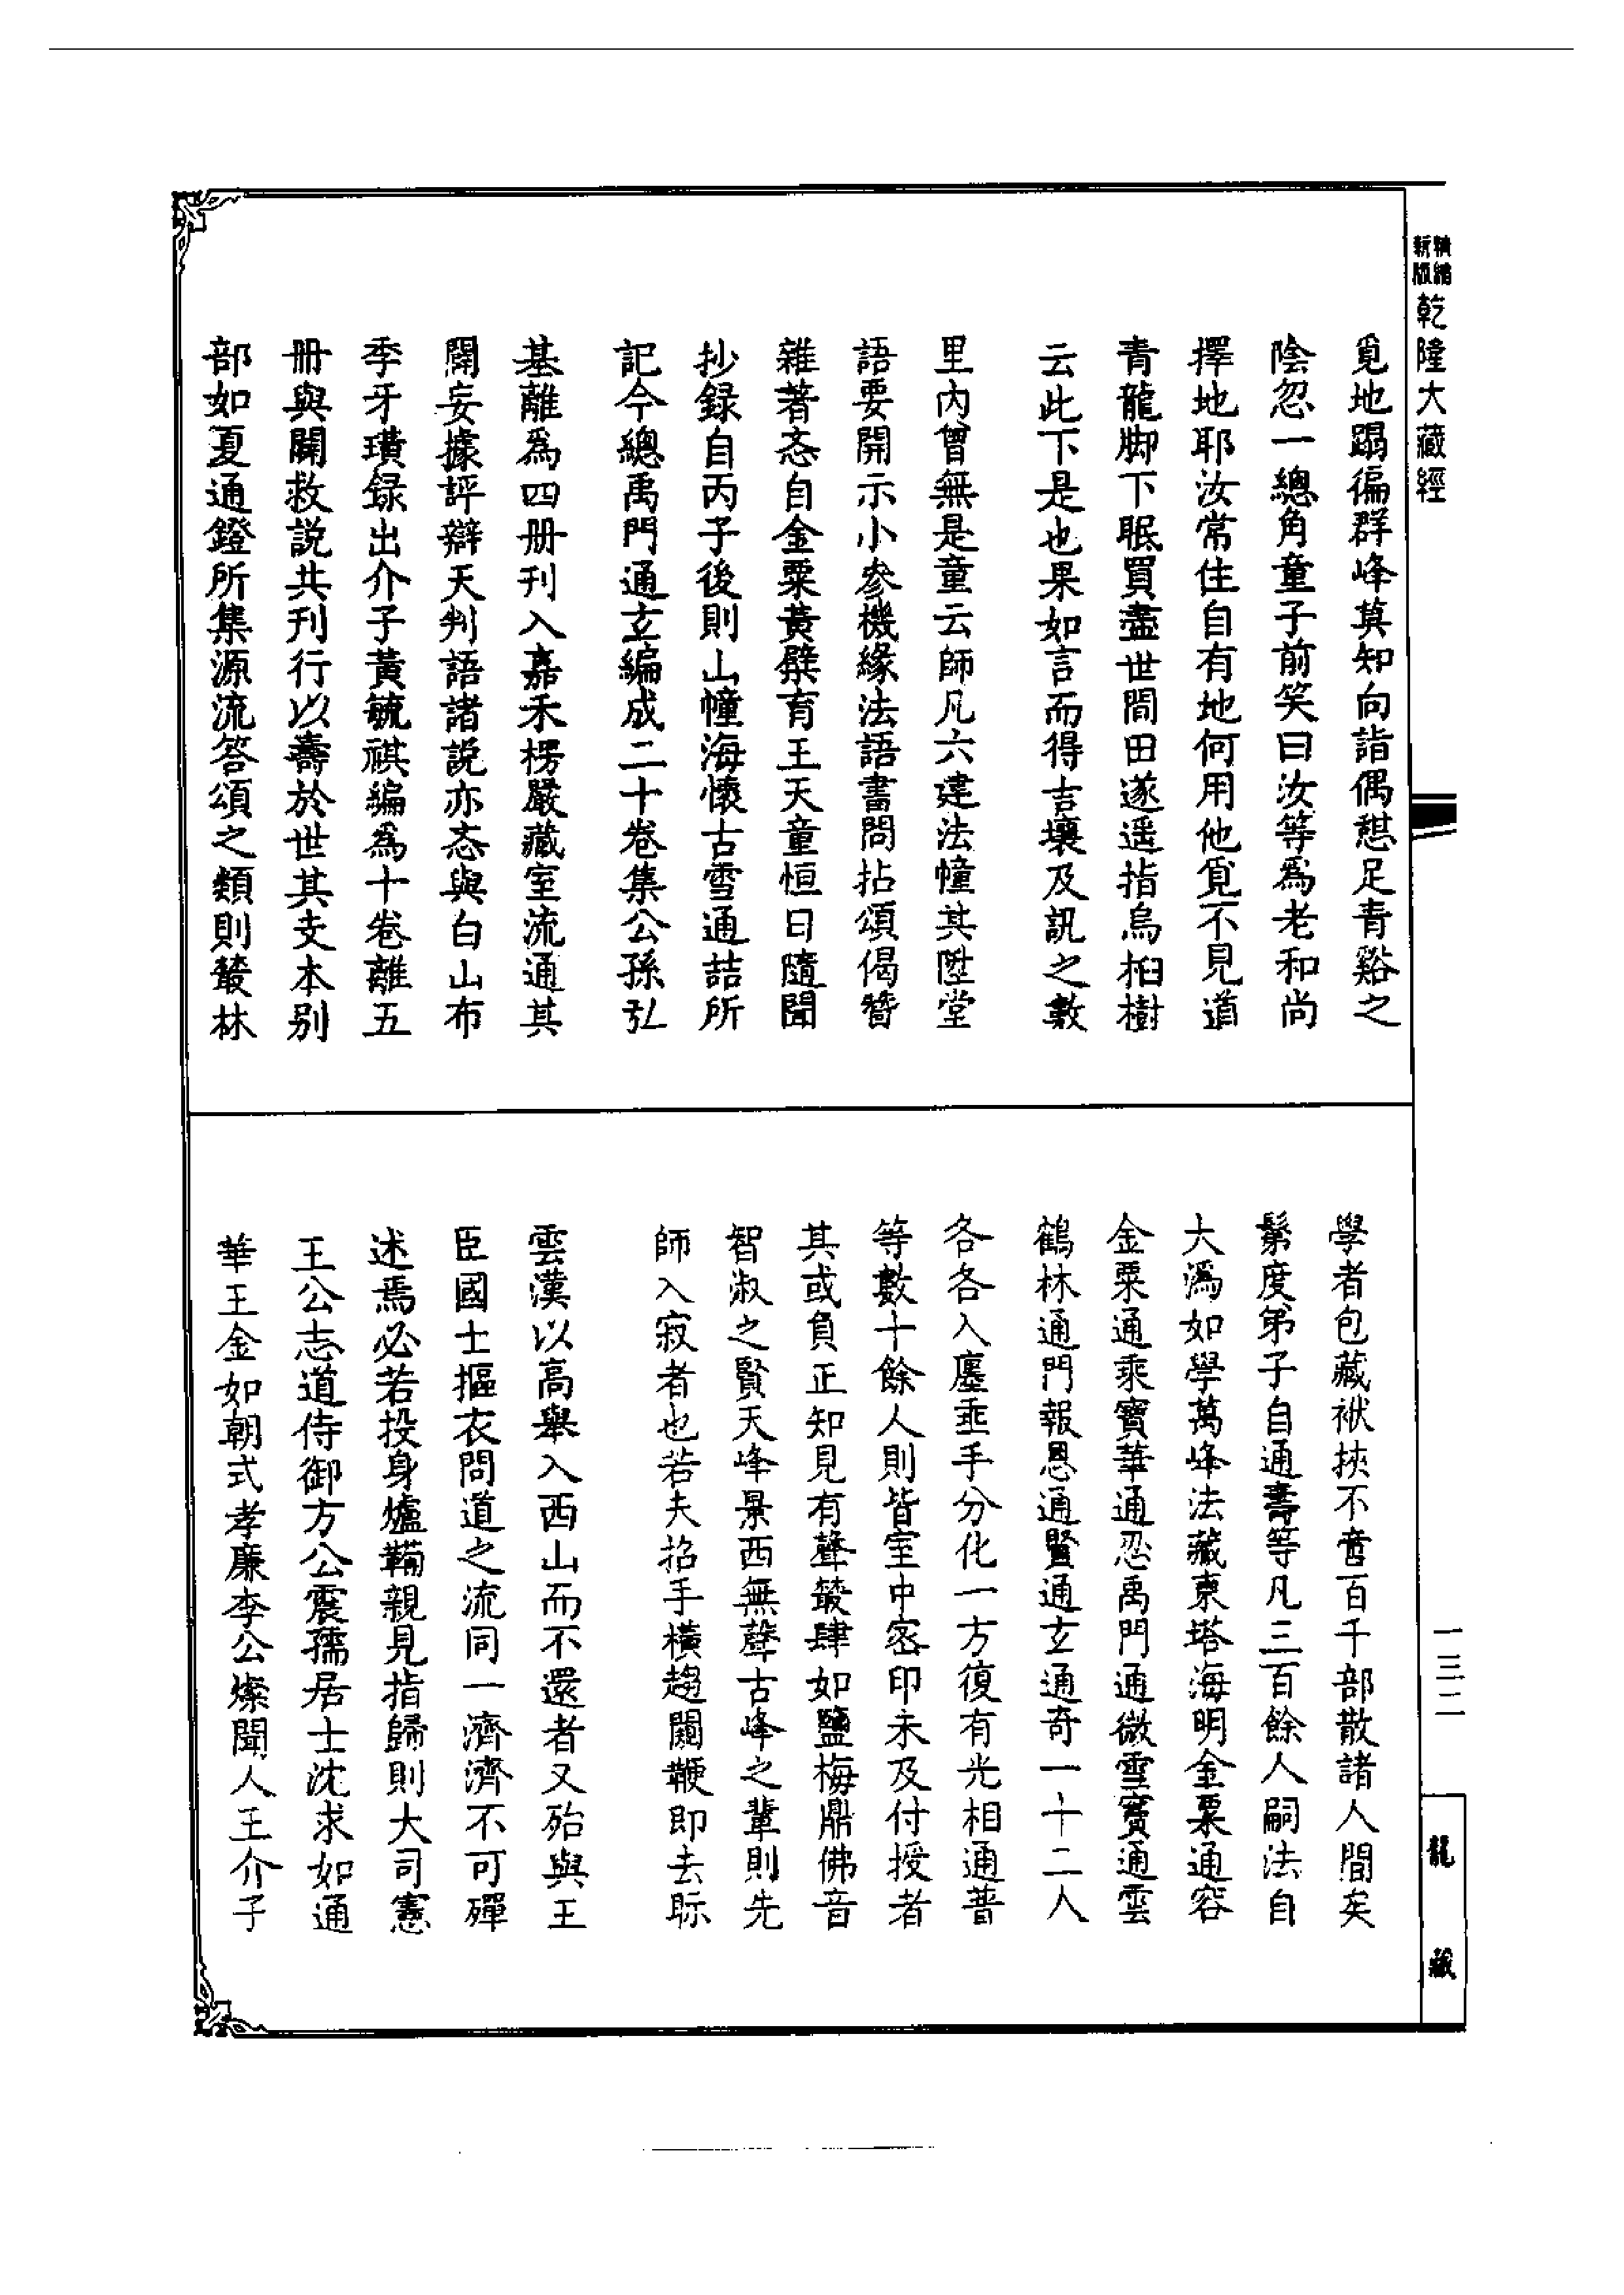 新編
縮版
乾隆大藏經
覓地蹋徧群峰莫知向詣偶憇足青谿之
陰忽一總角童子前笑曰汝等爲老和尚
擇地耶汝常住自有地何用他覓不見道
青龍脚下眠買盡世間田遂遥指烏桕樹
云此下是也果如言而得吉壤及訊之數
里内曾無是童云師凡六建法幢其陞堂
語要開示小參機緣法語書問拈頌偈贊
雜著忞自金粟黃檗育王天童恒日隨聞
抄録自丙子後則山幢海懷古雪通喆所
記今總禹門通玄編成二十卷集公孫弘
基離爲四册刊入嘉禾楞嚴藏室流通其
闢妄據評辯天判語諸説亦忞與白山布
季牙璜録出介子黃毓祺編爲十卷離五
册與闢救説共刊行以壽於世其支本别
部如夏通鐙所集源流答頌之類則叢林
學者包藏袱挾不啻百千部散諸人間矣
鬀度弟子自通壽等凡三百餘人嗣法自
大潙如學萬峰法藏東塔海明金粟通容
金粟通乘寶華通忍禹門通微雪竇通雲
鶴林通門報恩通賢通玄通奇一十二人
各各入廛垂手分化一方復有光相通普
等數十餘人則皆室中密印未及付授者
其或負正知見有聲叢肆如鹽梅鼎佛音
智淑之賢天峰景西無聲古峰之輩則先
師入寂者也若夫招手橫趨闢鞭即去眎
雲漢以高舉入西山而不還者又殆與王
臣國士摳衣問道之流同一濟濟不可殫
述焉必若投身爐鞴親見指歸則大司憲
王公志道侍御方公震孺居士沈求如通
華王金如朝式孝廉李公燦聞人王介子
一三二
龍藏